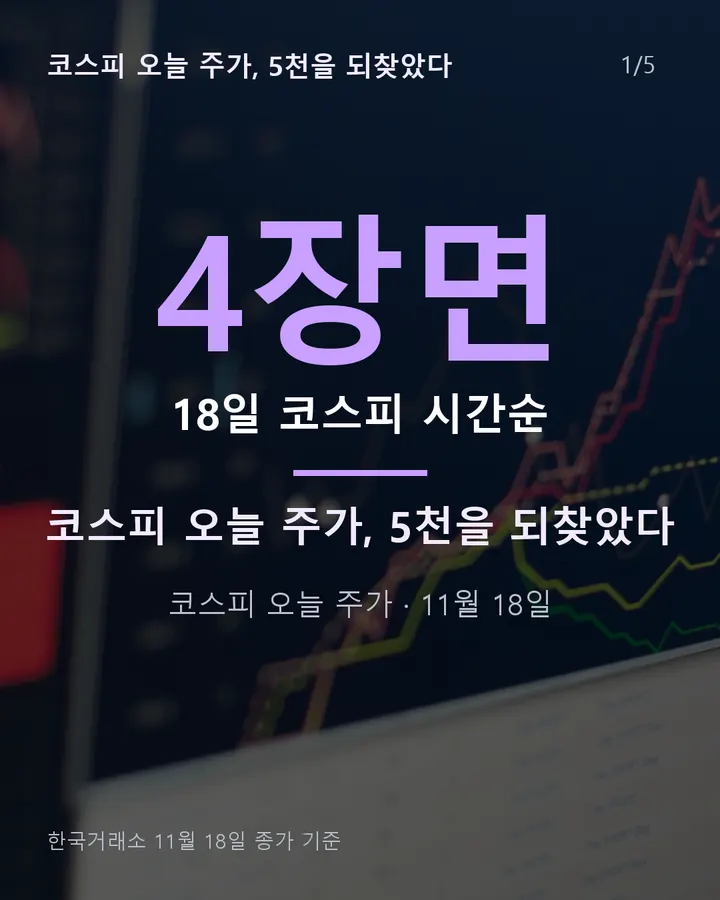 코스피 오늘 주가, 5천을 되찾았다
1/5
4장면
18일 코스피 시간순
코스피 오늘 주가, 5천을 되찾았다
코스피 오늘 주가 · 11월 18일
한국거래소 11월 18일 종가 기준